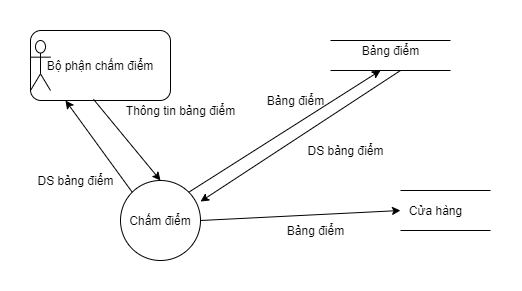 Bảng điểm
Bộ phận chấm điểm
Bảng điểm
Thông tin bảng điểm
DS bảng điểm
DS bảng điểm
Cửa hàng
Chấm điểm
Bảng điểm